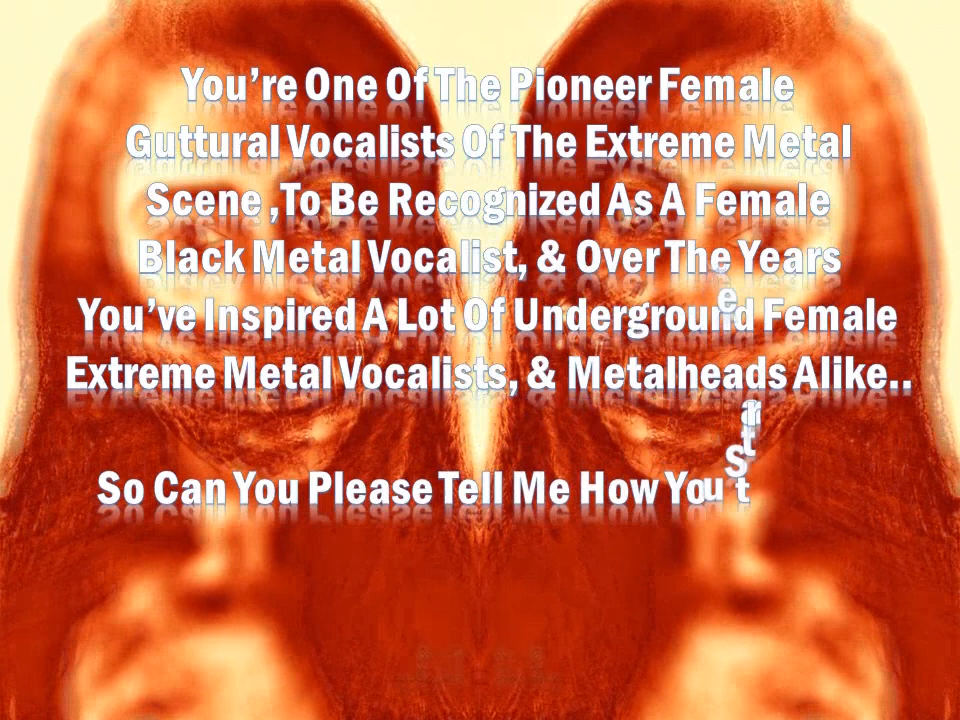 You’re One Of The Pioneer Female
Guttural Vocalists Of The Extreme Metal
Scene ,To Be Recognized As A Female
Black Metal Vocalist, & Over The Years
You’ve Inspired A Lot Of Underground Female
Extreme Metal Vocalists, & Metalheads Alike..
So Can You Please Tell Me How You Start e